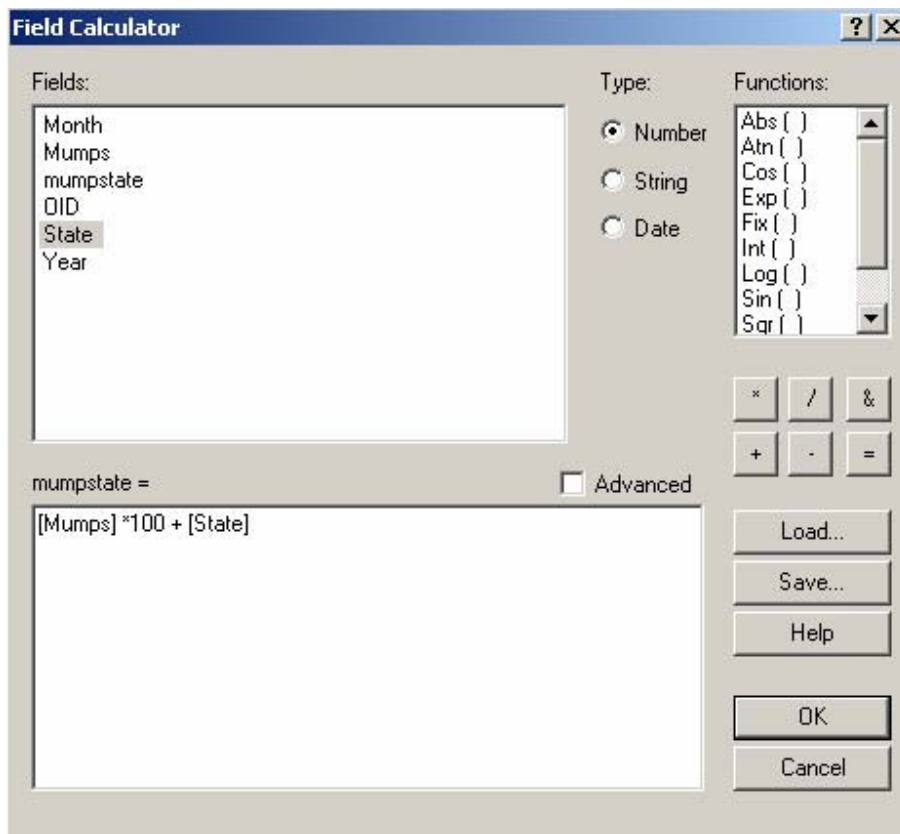 Field Calculator
Fields:
Month
Mumps
mumpstate
OID
State
Year
Type:
Number
String
Date
Functions:
Abs ( )
Atn ( )
Cos ( )
Exp ( )
Fix ( )
Int ( )
Log ( )
Sin ( )
Sqr ( )
* / &
+ - =
mumpstate =
Advanced
[Mumps] *100 + [State]
Load...
Save...
Help
OK
Cancel